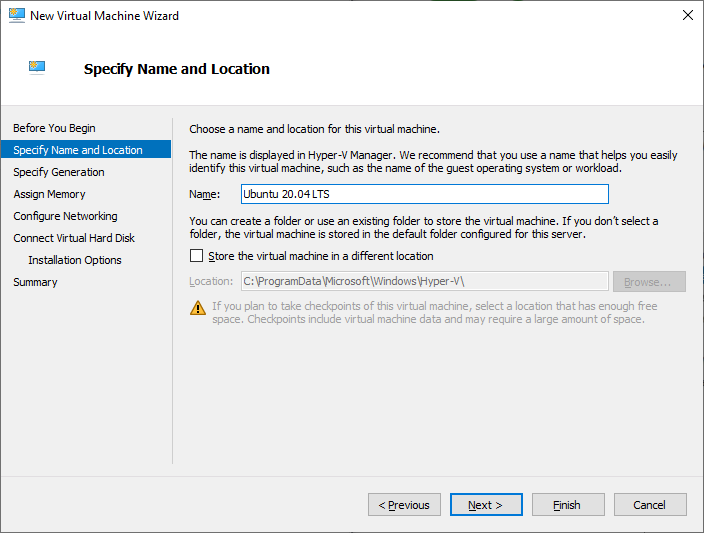 New Virtual Machine Wizard
Specify Name and Location
Before You Begin
Specify Name and Location
Specify Generation
Assign Memory
Configure Networking
Connect Virtual Hard Disk
Installation Options
Summary
Choose a name and location for this virtual machine.
The name is displayed in Hyper-V Manager. We recommend that you use a name that helps you easily
identify this virtual machine, such as the name of the guest operating system or workload.
Name: Ubuntu 20.04 LTS
You can create a folder or use an existing folder to store the virtual machine. If you don't select a
folder, the virtual machine is stored in the default folder configured for this server.
Store the virtual machine in a different location
Location: C:\ProgramData\Microsoft\Windows\Hyper-V\ Browse...
If you plan to take checkpoints of this virtual machine, select a location that has enough free
space. Checkpoints include virtual machine data and may require a large amount of space.
< Previous Next > Finish Cancel